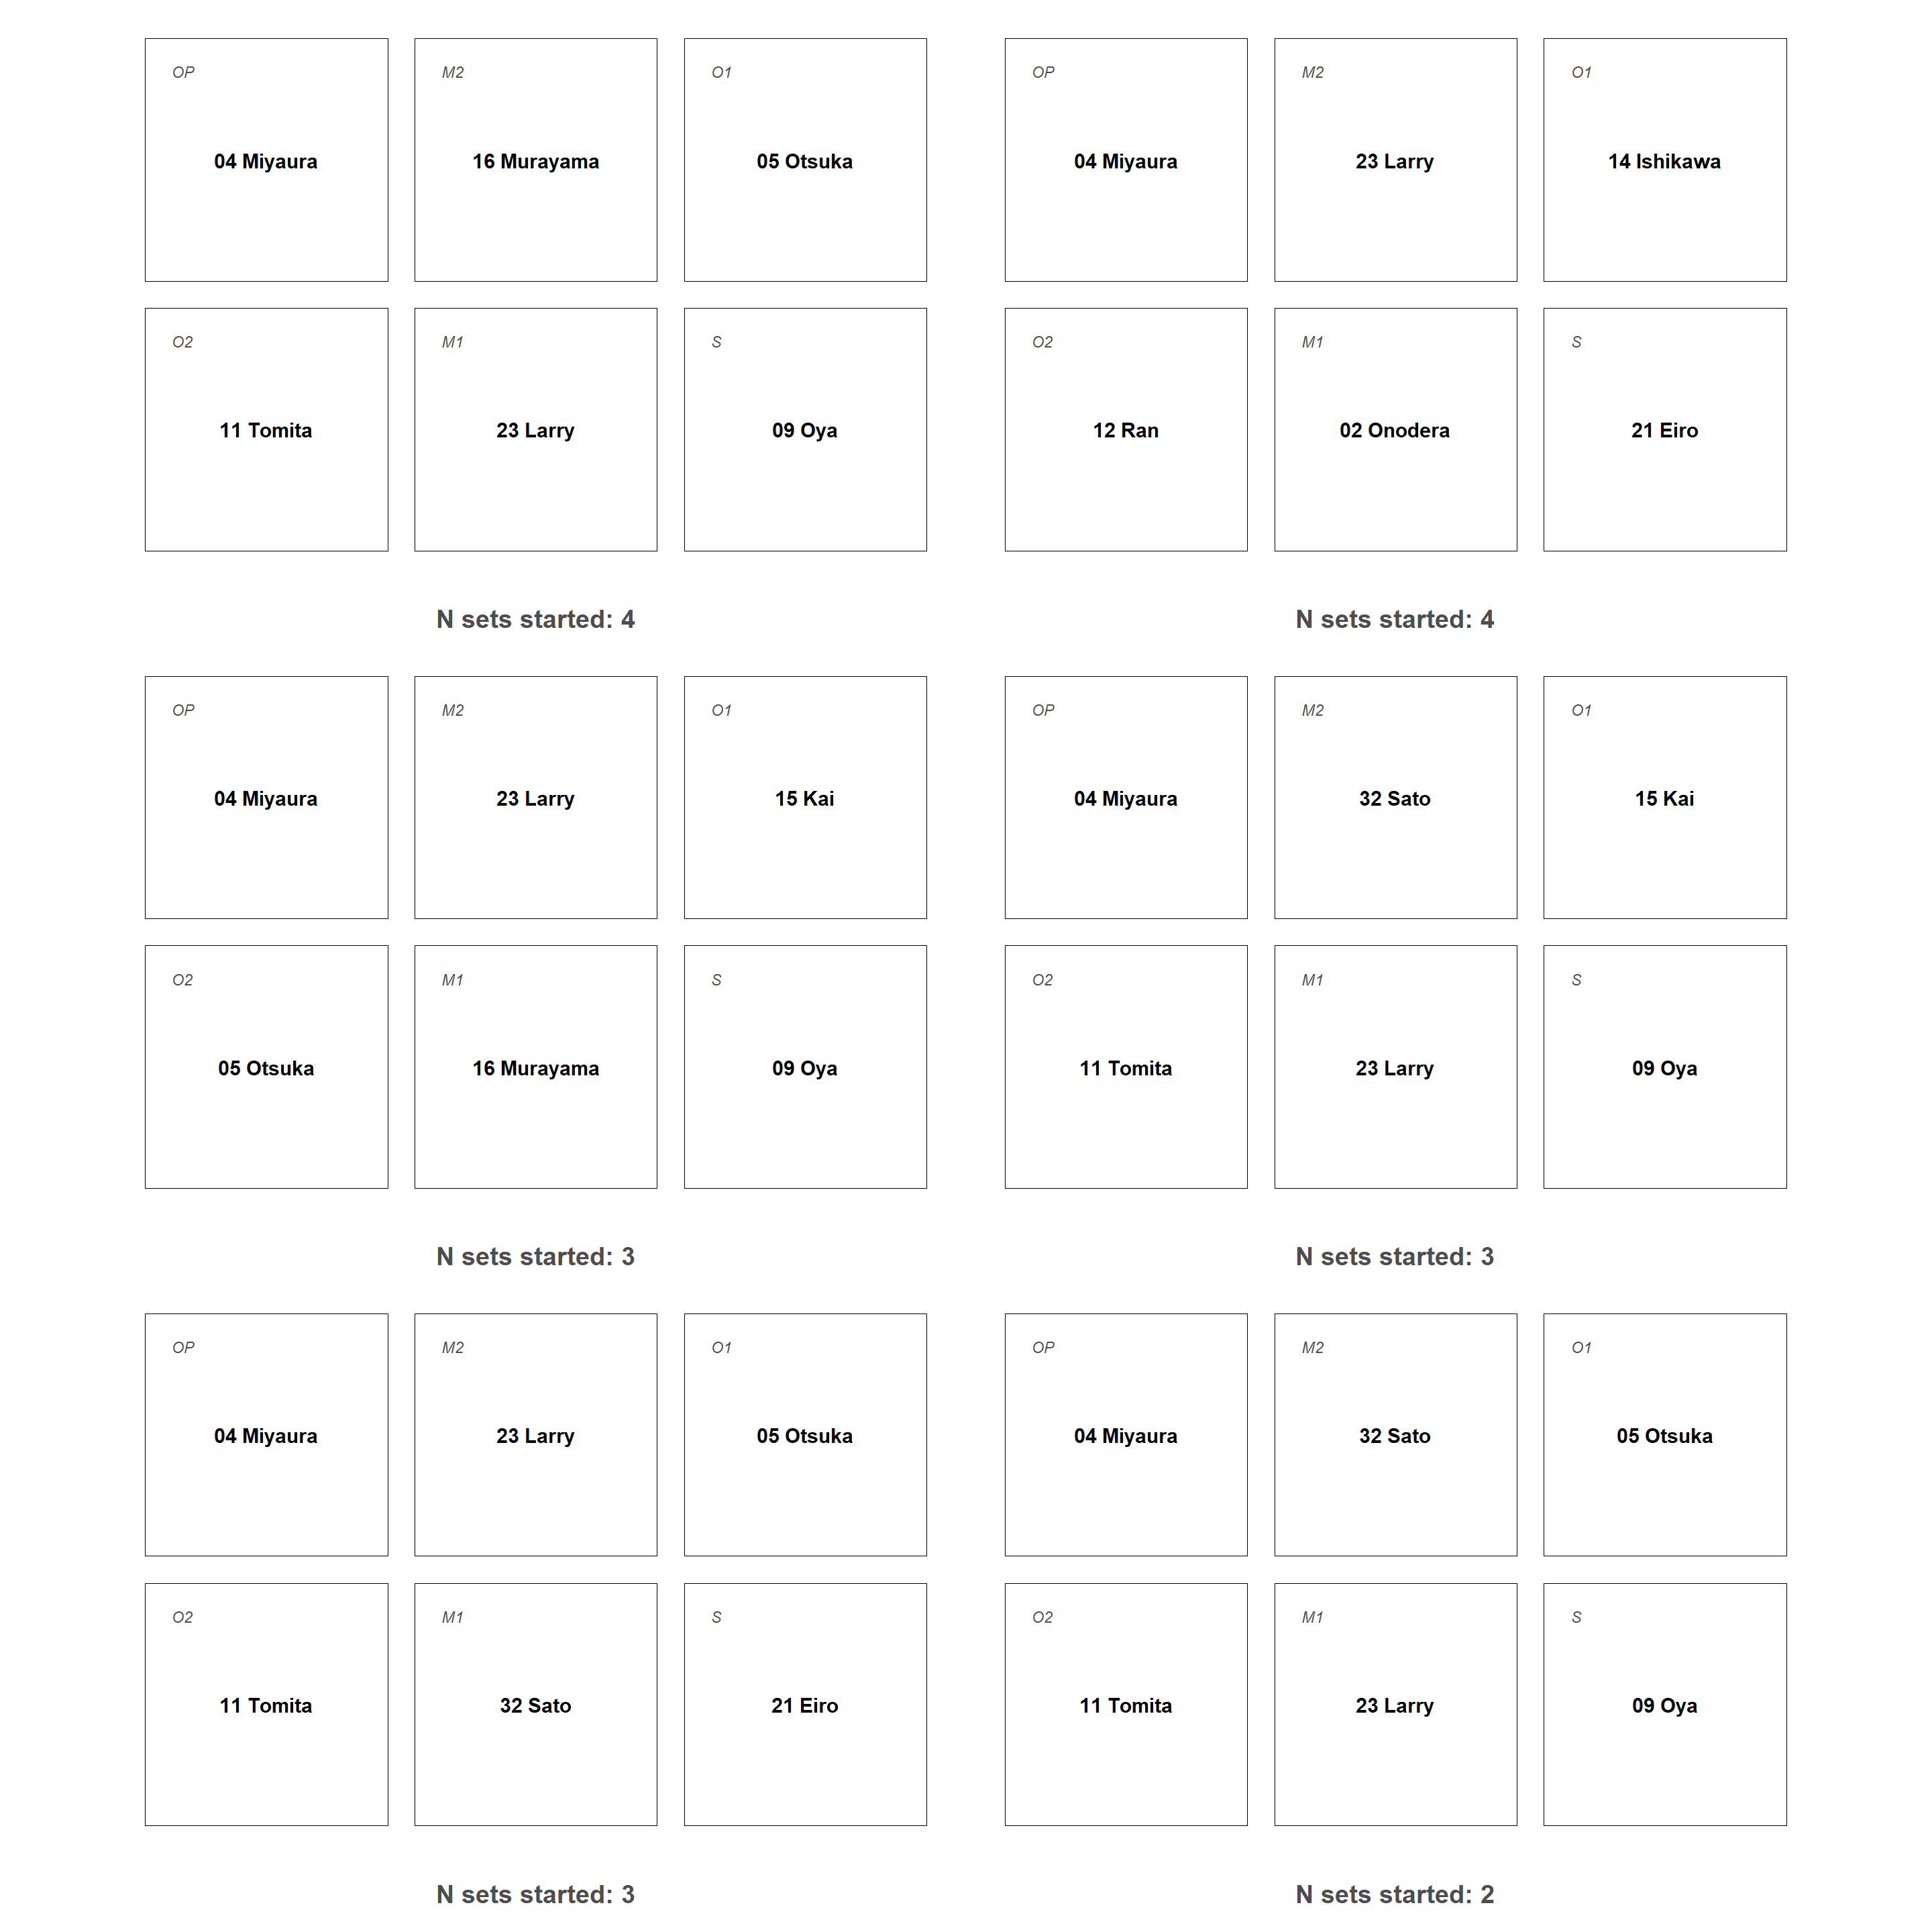 OP M2 O1
04 Miyaura 16 Murayama 05 Otsuka
O2 M1 S
11 Tomita 23 Larry 09 Oya
N sets started: 4
OP M2 O1
04 Miyaura 23 Larry 14 Ishikawa
O2 M1 S
12 Ran 02 Onodera 21 Eiro
N sets started: 4
OP M2 O1
04 Miyaura 23 Larry 15 Kai
O2 M1 S
05 Otsuka 16 Murayama 09 Oya
N sets started: 3
OP M2 O1
04 Miyaura 32 Sato 15 Kai
O2 M1 S
11 Tomita 23 Larry 09 Oya
N sets started: 3
OP M2 O1
04 Miyaura 23 Larry 05 Otsuka
O2 M1 S
11 Tomita 32 Sato 21 Eiro
N sets started: 3
OP M2 O1
04 Miyaura 32 Sato 05 Otsuka
O2 M1 S
11 Tomita 23 Larry 09 Oya
N sets started: 2